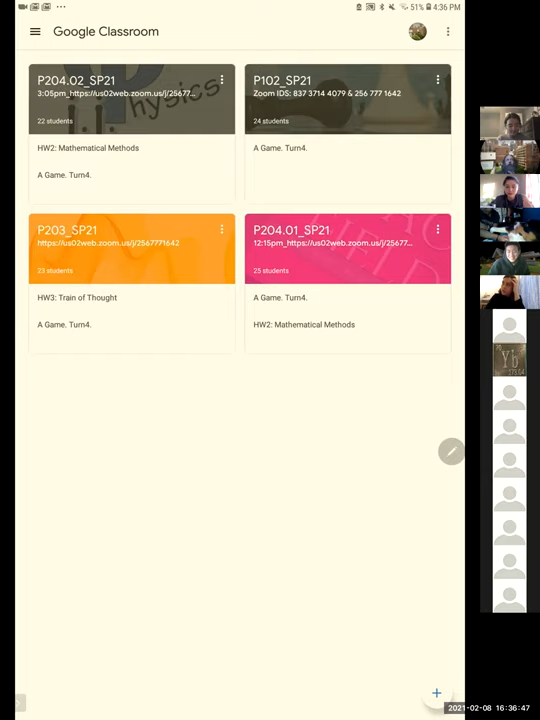 51% 4:36 PM
Google Classroom
P204.02_SP21
3:05pm_https://us02web.zoom.us/j/25677...
Physics
22 students
HW2: Mathematical Methods
A Game. Turn4.
P102_SP21
Zoom IDS: 837 3714 4079 & 256 777 1642
24 students
A Game. Turn4.
P203_SP21
https://us02web.zoom.us/j/2567771642
23 students
HW3: Train of Thought
A Game. Turn4.
P204.01_SP21
12:15pm_https://us02web.zoom.us/j/25677...
25 students
A Game. Turn4.
HW2: Mathematical Methods
Yb
2021-02-08 16:36:47